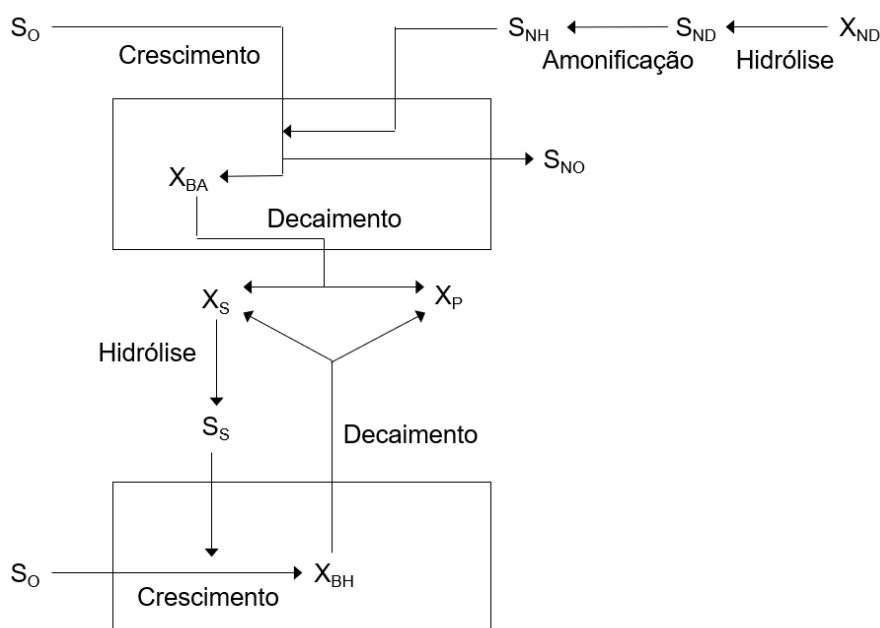 S_O
S_NH
S_ND
X_ND
Crescimento
Amonificação
Hidrólise
S_NO
X_BA
Decaimento
X_S
X_P
Hidrólise
S_S
Decaimento
S_O
X_BH
Crescimento